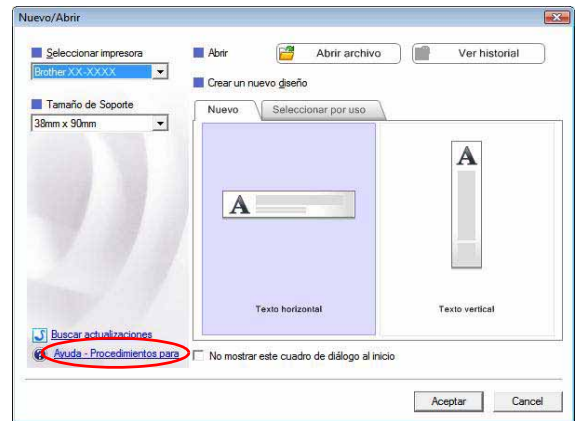 Nuevo/Abrir
Seleccionar impresora
Brother XX-XXXX
Tamaño de Soporte
38mm x 90mm
Abrir
Abrir archivo
Ver historial
Crear un nuevo diseño
Nuevo
Seleccionar por uso
A
A
Texto horizontal
Texto vertical
Buscar actualizaciones
Ayuda - Procedimientos para
No mostrar este cuadro de diálogo al inicio
Aceptar
Cancel